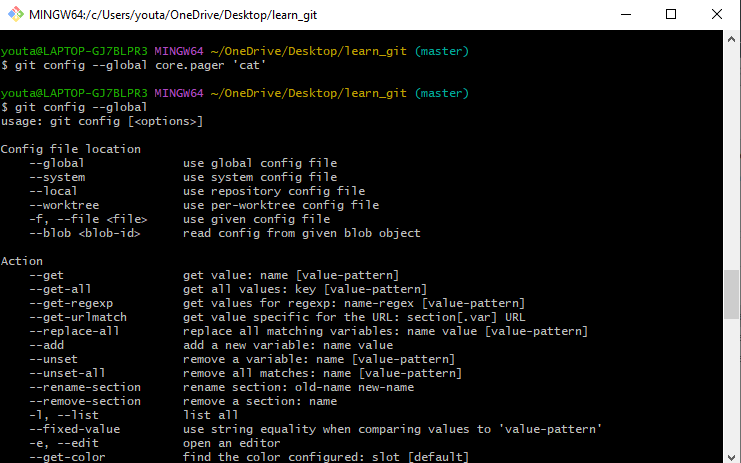 MINGW64:/c/Users/youta/OneDrive/Desktop/learn_git
youta@LAPTOP-GJ7BLPR3 MINGW64 ~/OneDrive/Desktop/learn_git (master)
$ git config --global core.pager 'cat'
youta@LAPTOP-GJ7BLPR3 MINGW64 ~/OneDrive/Desktop/learn_git (master)
$ git config --global
usage: git config [<options>]
Config file location
--global use global config file
--system use system config file
--local use repository config file
--worktree use per-worktree config file
-f, --file <file> use given config file
--blob <blob-id> read config from given blob object
Action
--get get value: name [value-pattern]
--get-all get all values: key [value-pattern]
--get-regexp get values for regexp: name-regex [value-pattern]
--get-urlmatch get value specific for the URL: section[.var] URL
--replace-all replace all matching variables: name value [value-pattern]
--add add a new variable: name value
--unset remove a variable: name [value-pattern]
--unset-all remove all matches: name [value-pattern]
--rename-section rename section: old-name new-name
--remove-section remove a section: name
-l, --list list all
--fixed-value use string equality when comparing values to 'value-pattern'
-e, --edit open an editor
--get-color find the color configured: slot [default]